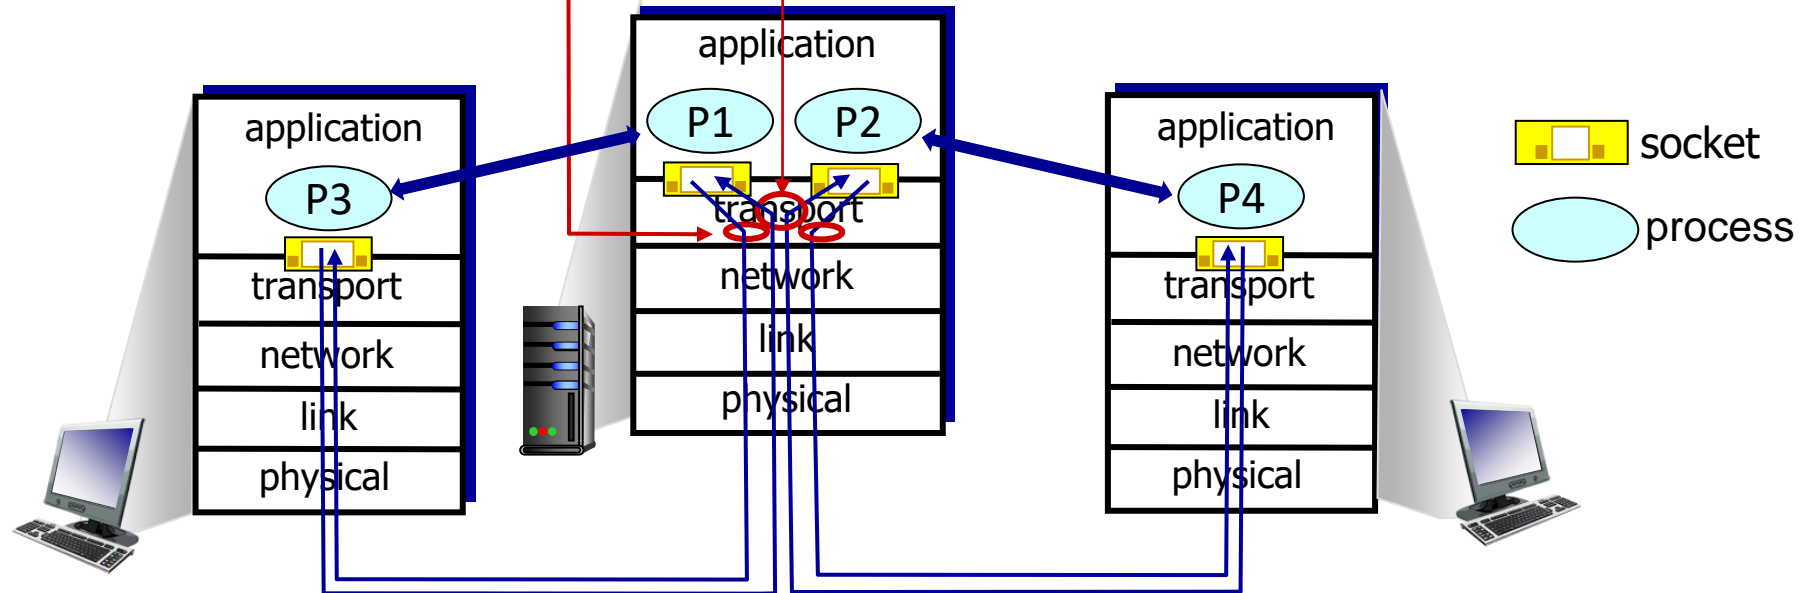 application
P3
transport
network
link
physical
application
P1
P2
transport
network
link
physical
application
P4
transport
network
link
physical
socket
process